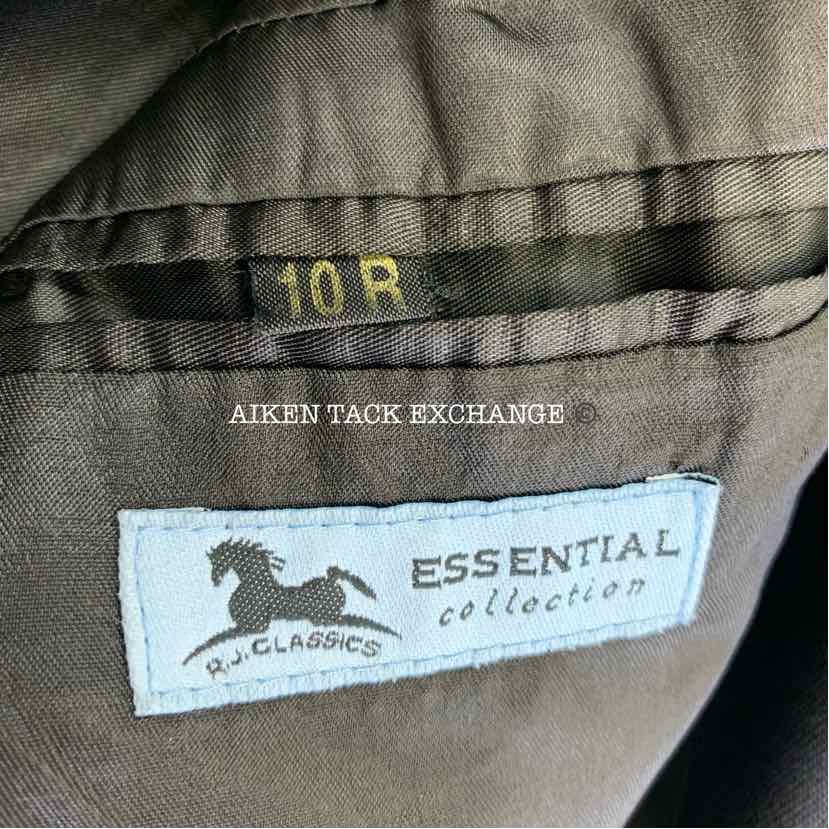 10 R
AIKEN TACK EXCHANGE ©
ESSENTIAL
collection
R.J. CLASSICS